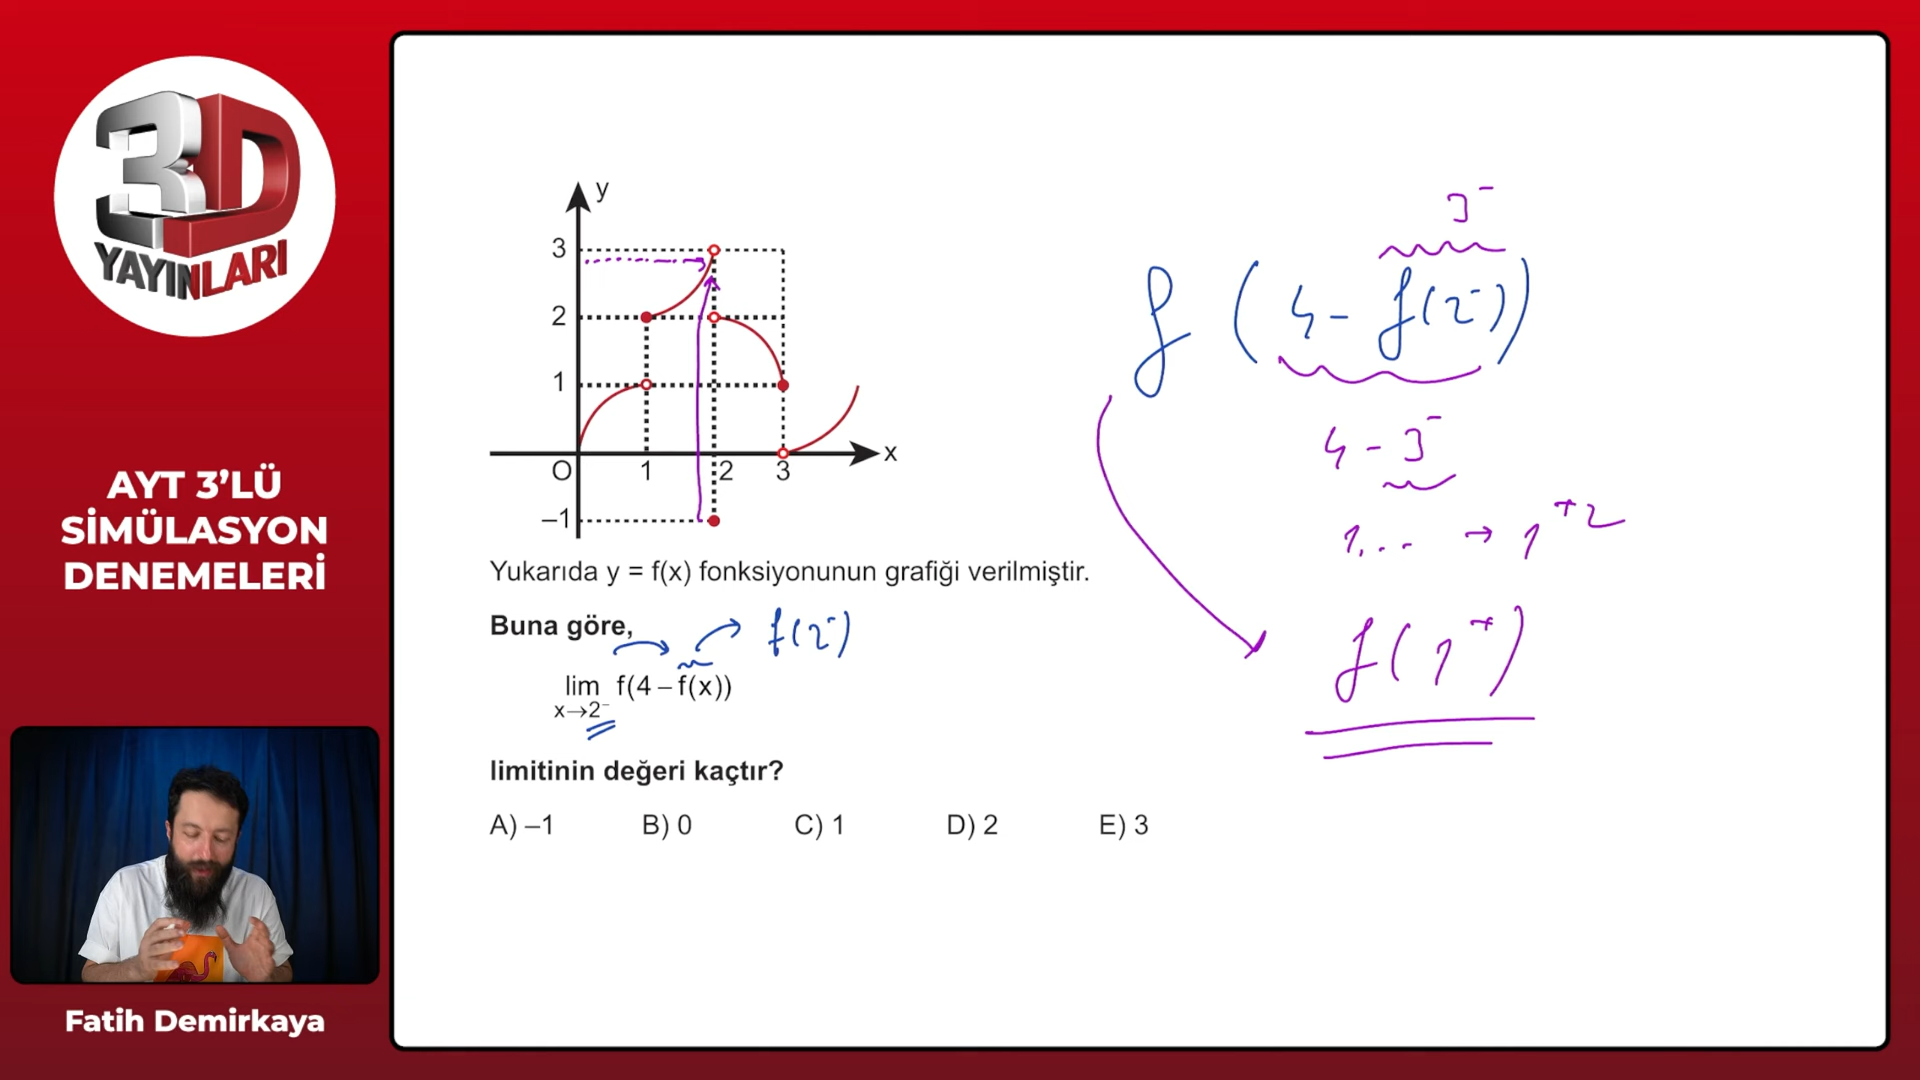 3D
YAYINLARI
AYT 3'LÜ
SİMÜLASYON
DENEMELERİ
Fatih Demirkaya
y
3
2
1
O
1
2
3
x
–1
Yukarıda y = f(x) fonksiyonunun grafiği verilmiştir.
Buna göre,
f(2⁻)
lim f(4 – f(x))
x→2⁻
limitinin değeri kaçtır?
A) –1 B) 0 C) 1 D) 2 E) 3
3⁻
f(4 - f(2⁻))
4 - 3⁻
1,... → 1⁺
f(1⁺)